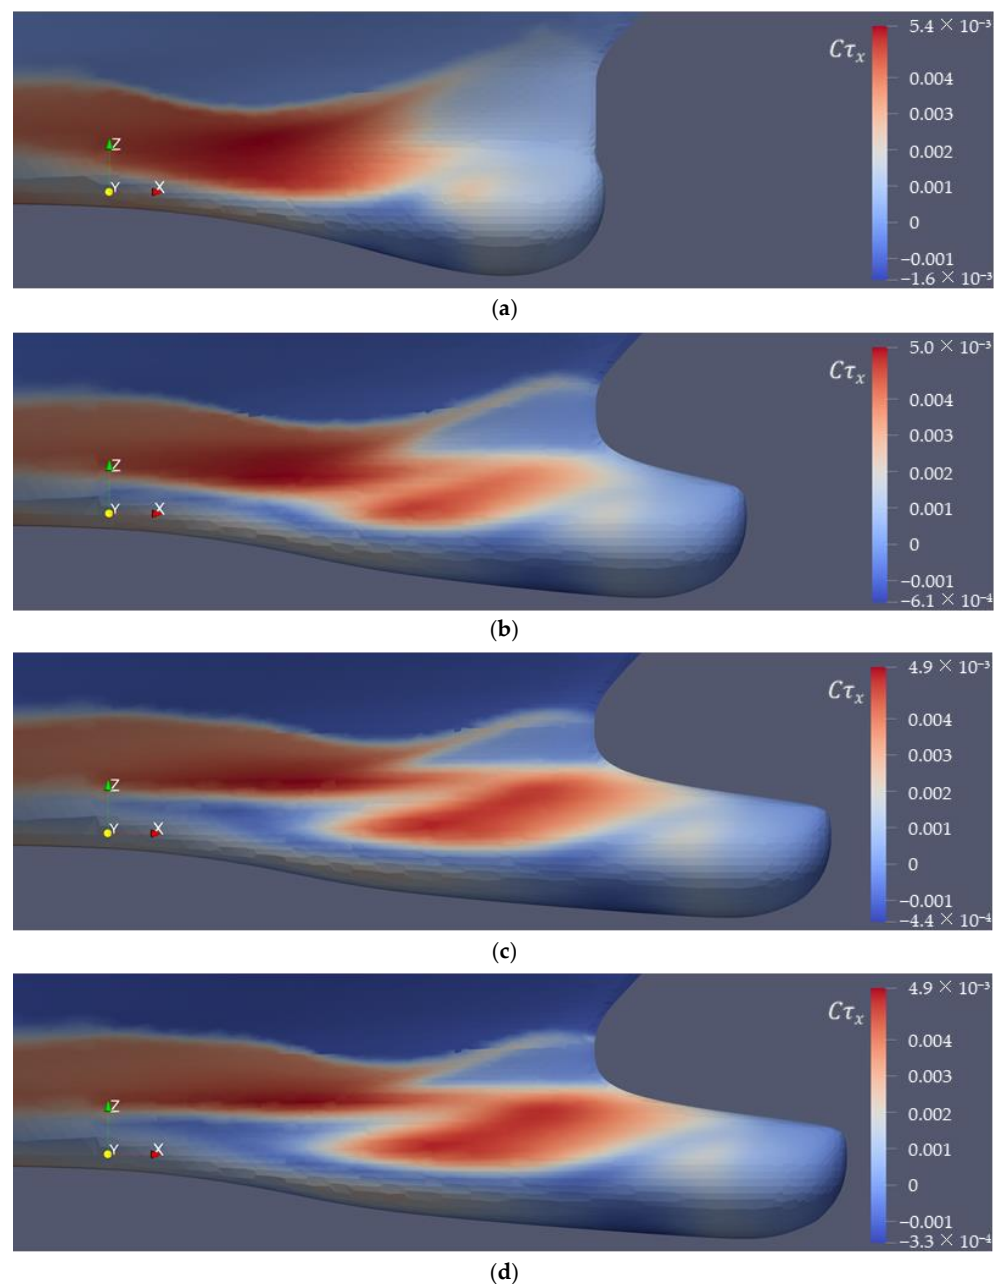 5.4 × 10⁻³
Cτₓ
0.004
0.003
0.002
0.001
0
−0.001
−1.6 × 10⁻³
Z
Y X
(a)
5.0 × 10⁻³
Cτₓ
0.004
0.003
0.002
0.001
0
−0.001
−6.1 × 10⁻⁴
Z
Y X
(b)
4.9 × 10⁻³
Cτₓ
0.004
0.003
0.002
0.001
0
−0.001
−4.4 × 10⁻⁴
Z
Y X
(c)
4.9 × 10⁻³
Cτₓ
0.004
0.003
0.002
0.001
0
−0.001
−3.3 × 10⁻⁴
Z
Y X
(d)